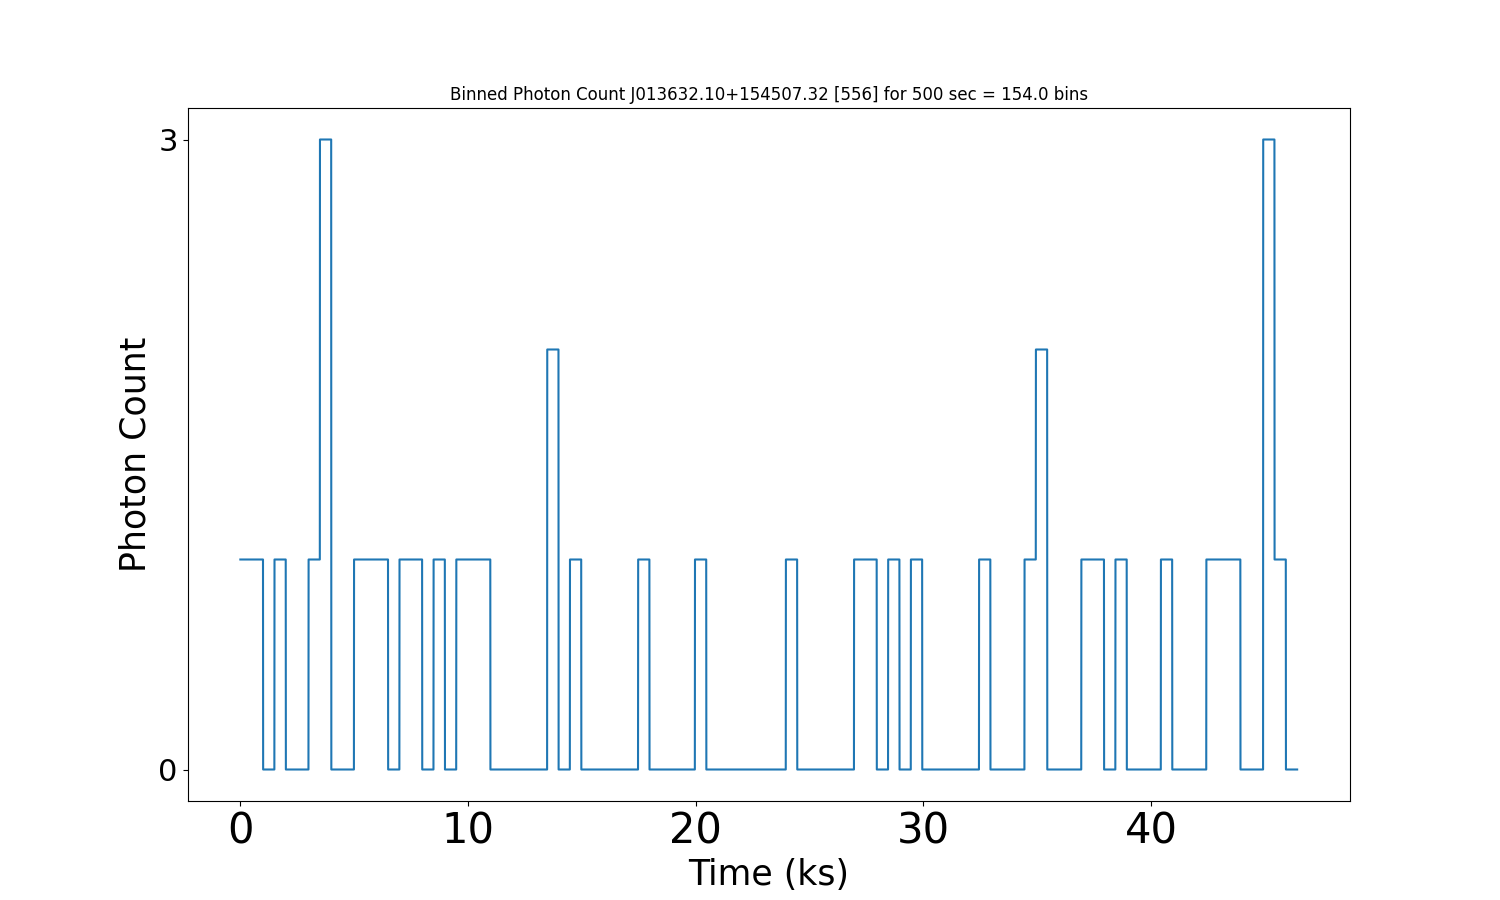 Binned Photon Count J013632.10+154507.32 [556] for 500 sec = 154.0 bins
3
Photon Count
0
0 10 20 30 40
Time (ks)